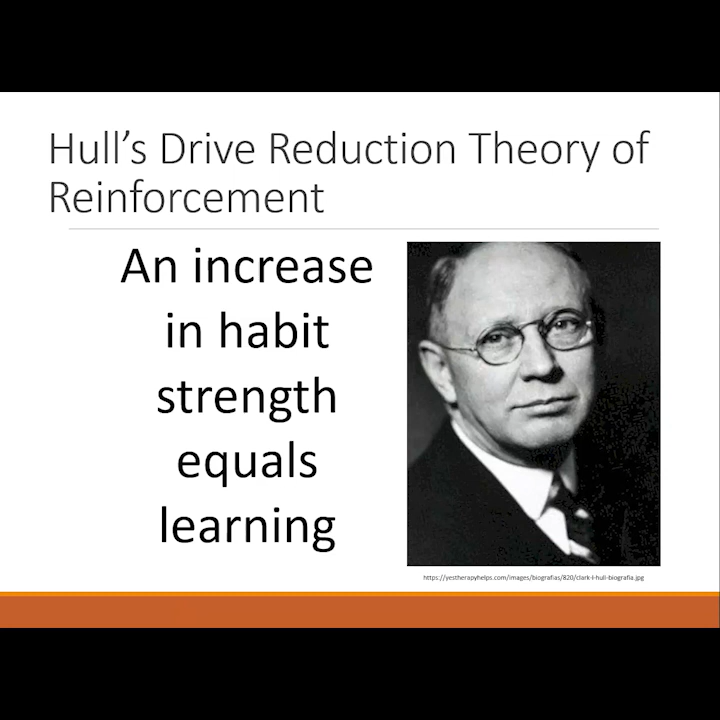 Hull’s Drive Reduction Theory of
Reinforcement
An increase
in habit
strength
equals
learning
https://yestherapyhelps.com/images/biografias/820/clark-l-hull-biografia.jpg